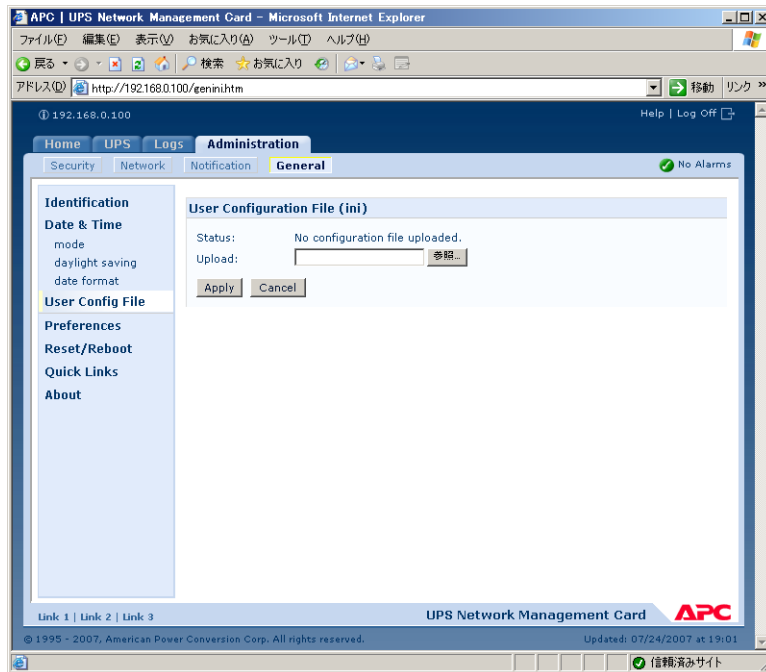 APC | UPS Network Management Card - Microsoft Internet Explorer
ファイル(F) 編集(E) 表示(V) お気に入り(A) ツール(T) ヘルプ(H)
戻る 検索 お気に入り
アドレス(D) http://192.168.0.100/genini.htm 移動 リンク »
192.168.0.100 Help | Log Off
Home UPS Logs Administration
Security Network Notification General No Alarms
Identification
Date & Time
mode
daylight saving
date format
User Config File
Preferences
Reset/Reboot
Quick Links
About
User Configuration File (ini)
Status: No configuration file uploaded.
Upload: 参照...
Apply Cancel
Link 1 | Link 2 | Link 3 UPS Network Management Card APC
© 1995 - 2007, American Power Conversion Corp. All rights reserved. Updated: 07/24/2007 at 19:01
信頼済みサイト